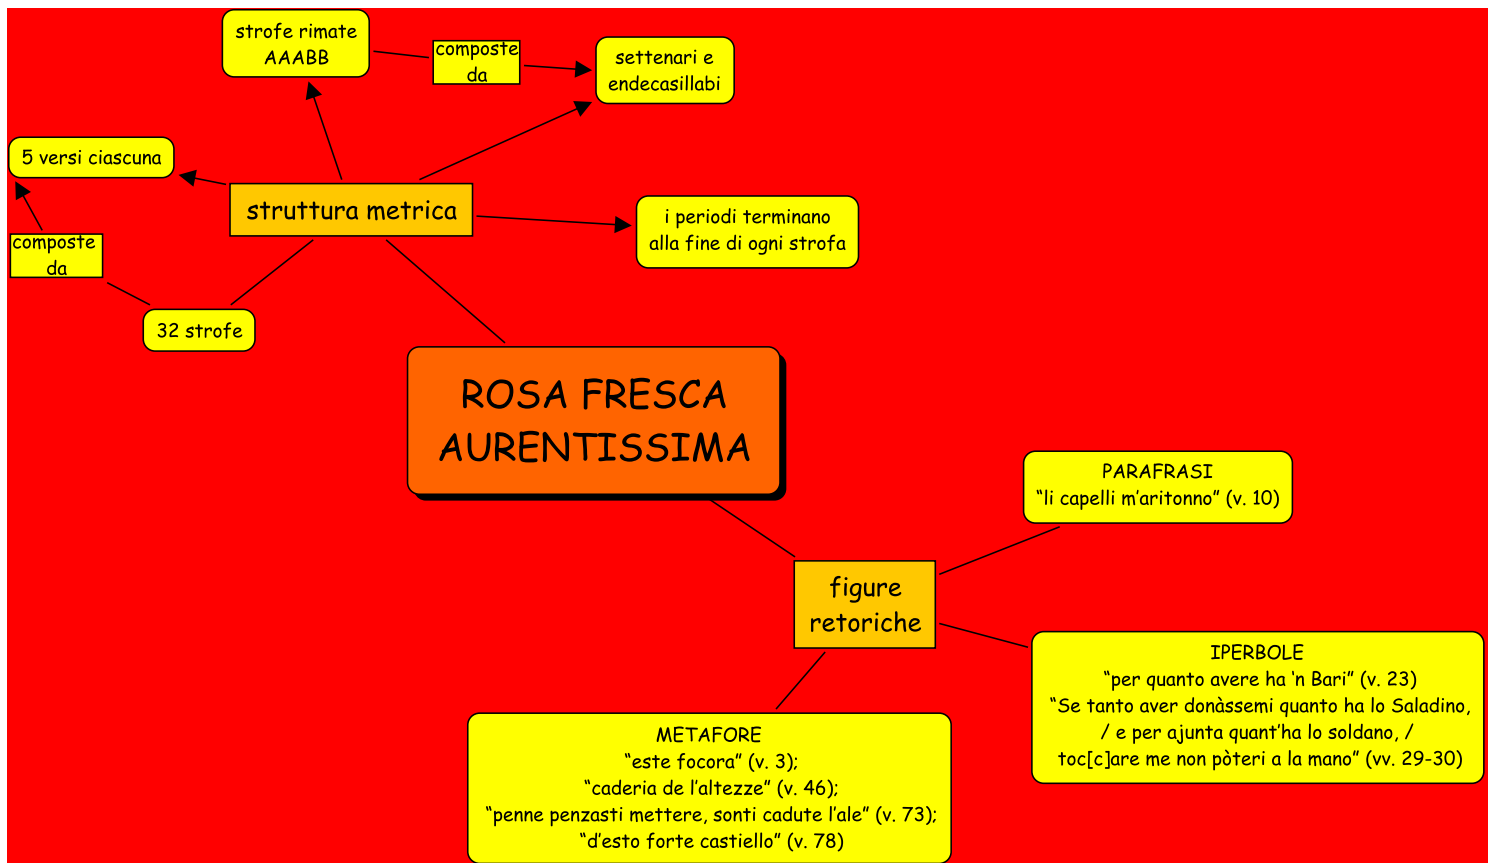 strofe rimate
AAABB
composte
da
settenari e
endecasillabi
5 versi ciascuna
struttura metrica
i periodi terminano
alla fine di ogni strofa
composte
da
32 strofe
ROSA FRESCA
AURENTISSIMA
PARAFRASI
“li capelli m’aritonno” (v. 10)
figure
retoriche
IPERBOLE
“per quanto avere ha ‘n Bari” (v. 23)
“Se tanto aver donàssemi quanto ha lo Saladino,
/ e per ajunta quant’ha lo soldano, /
toc[c]are me non pòteri a la mano” (vv. 29-30)
METAFORE
“este focora” (v. 3);
“caderia de l’altezze” (v. 46);
“penne penzasti mettere, sonti cadute l’ale” (v. 73);
“d’esto forte castiello” (v. 78)